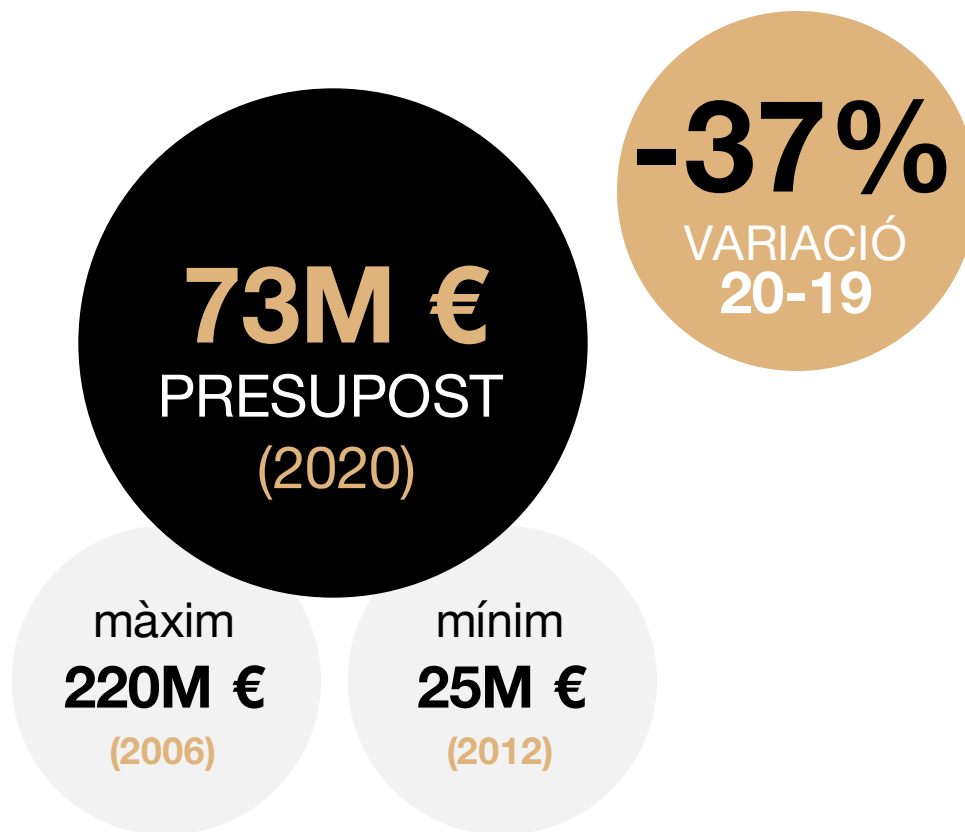 -37%
VARIACIÓ
20-19
73M €
PRESUPOST
(2020)
màxim
220M €
(2006)
mínim
25M €
(2012)